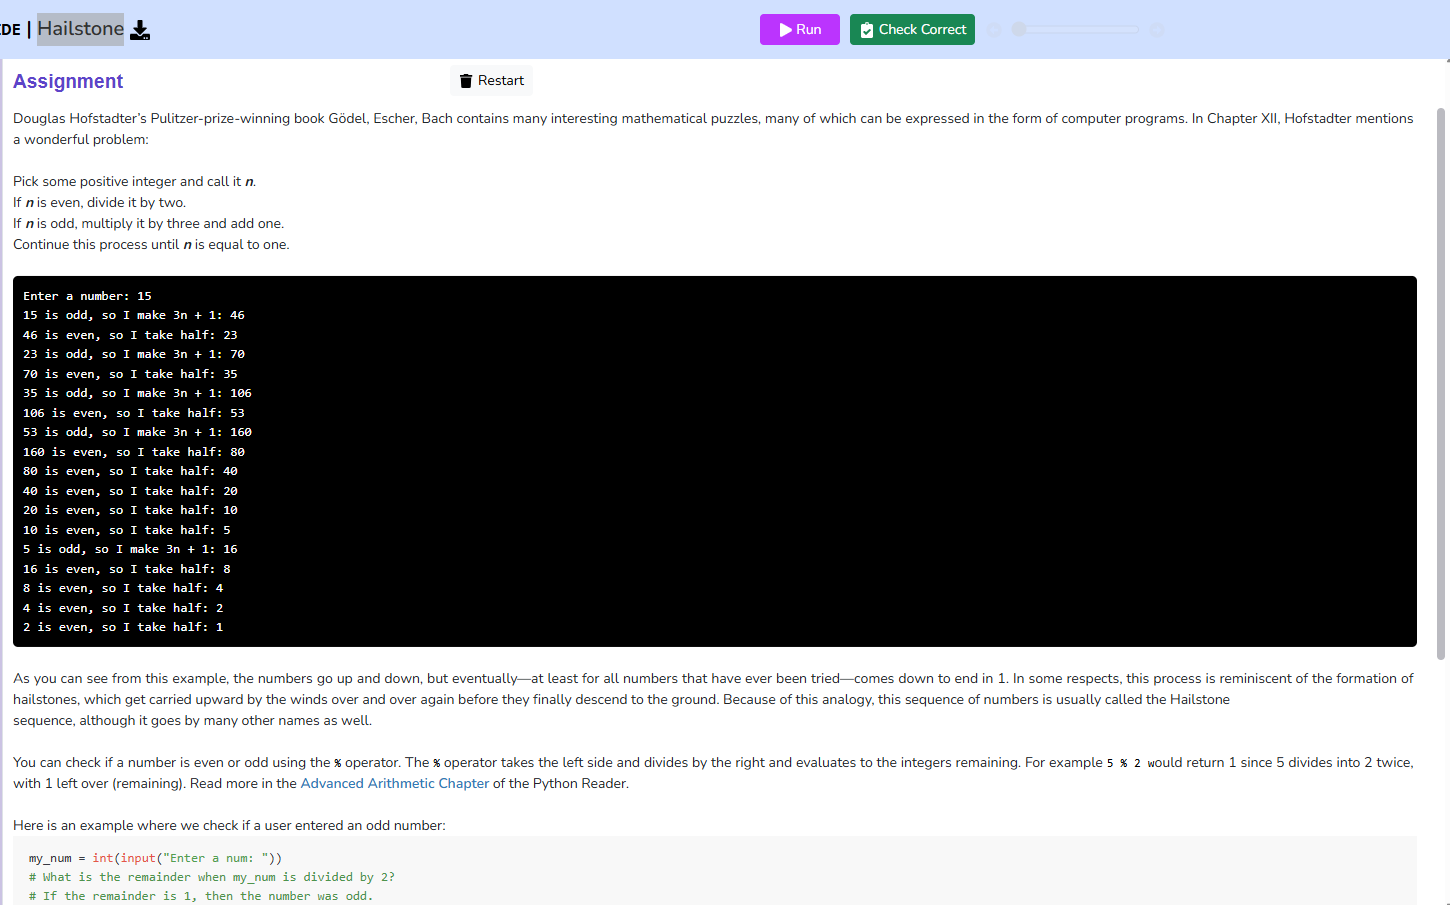 DE | Hailstone
Run
Check Correct
Assignment
Restart
Douglas Hofstadter’s Pulitzer-prize-winning book Gödel, Escher, Bach contains many interesting mathematical puzzles, many of which can be expressed in the form of computer programs. In Chapter XII, Hofstadter mentions
a wonderful problem:
Pick some positive integer and call it n.
If n is even, divide it by two.
If n is odd, multiply it by three and add one.
Continue this process until n is equal to one.
Enter a number: 15
15 is odd, so I make 3n + 1: 46
46 is even, so I take half: 23
23 is odd, so I make 3n + 1: 70
70 is even, so I take half: 35
35 is odd, so I make 3n + 1: 106
106 is even, so I take half: 53
53 is odd, so I make 3n + 1: 160
160 is even, so I take half: 80
80 is even, so I take half: 40
40 is even, so I take half: 20
20 is even, so I take half: 10
10 is even, so I take half: 5
5 is odd, so I make 3n + 1: 16
16 is even, so I take half: 8
8 is even, so I take half: 4
4 is even, so I take half: 2
2 is even, so I take half: 1
As you can see from this example, the numbers go up and down, but eventually—at least for all numbers that have ever been tried—comes down to end in 1. In some respects, this process is reminiscent of the formation of
hailstones, which get carried upward by the winds over and over again before they finally descend to the ground. Because of this analogy, this sequence of numbers is usually called the Hailstone
sequence, although it goes by many other names as well.
You can check if a number is even or odd using the % operator. The % operator takes the left side and divides by the right and evaluates to the integers remaining. For example 5 % 2 would return 1 since 5 divides into 2 twice,
with 1 left over (remaining). Read more in the Advanced Arithmetic Chapter of the Python Reader.
Here is an example where we check if a user entered an odd number:
my_num = int(input("Enter a num: "))
# What is the remainder when my_num is divided by 2?
# If the remainder is 1, then the number was odd.